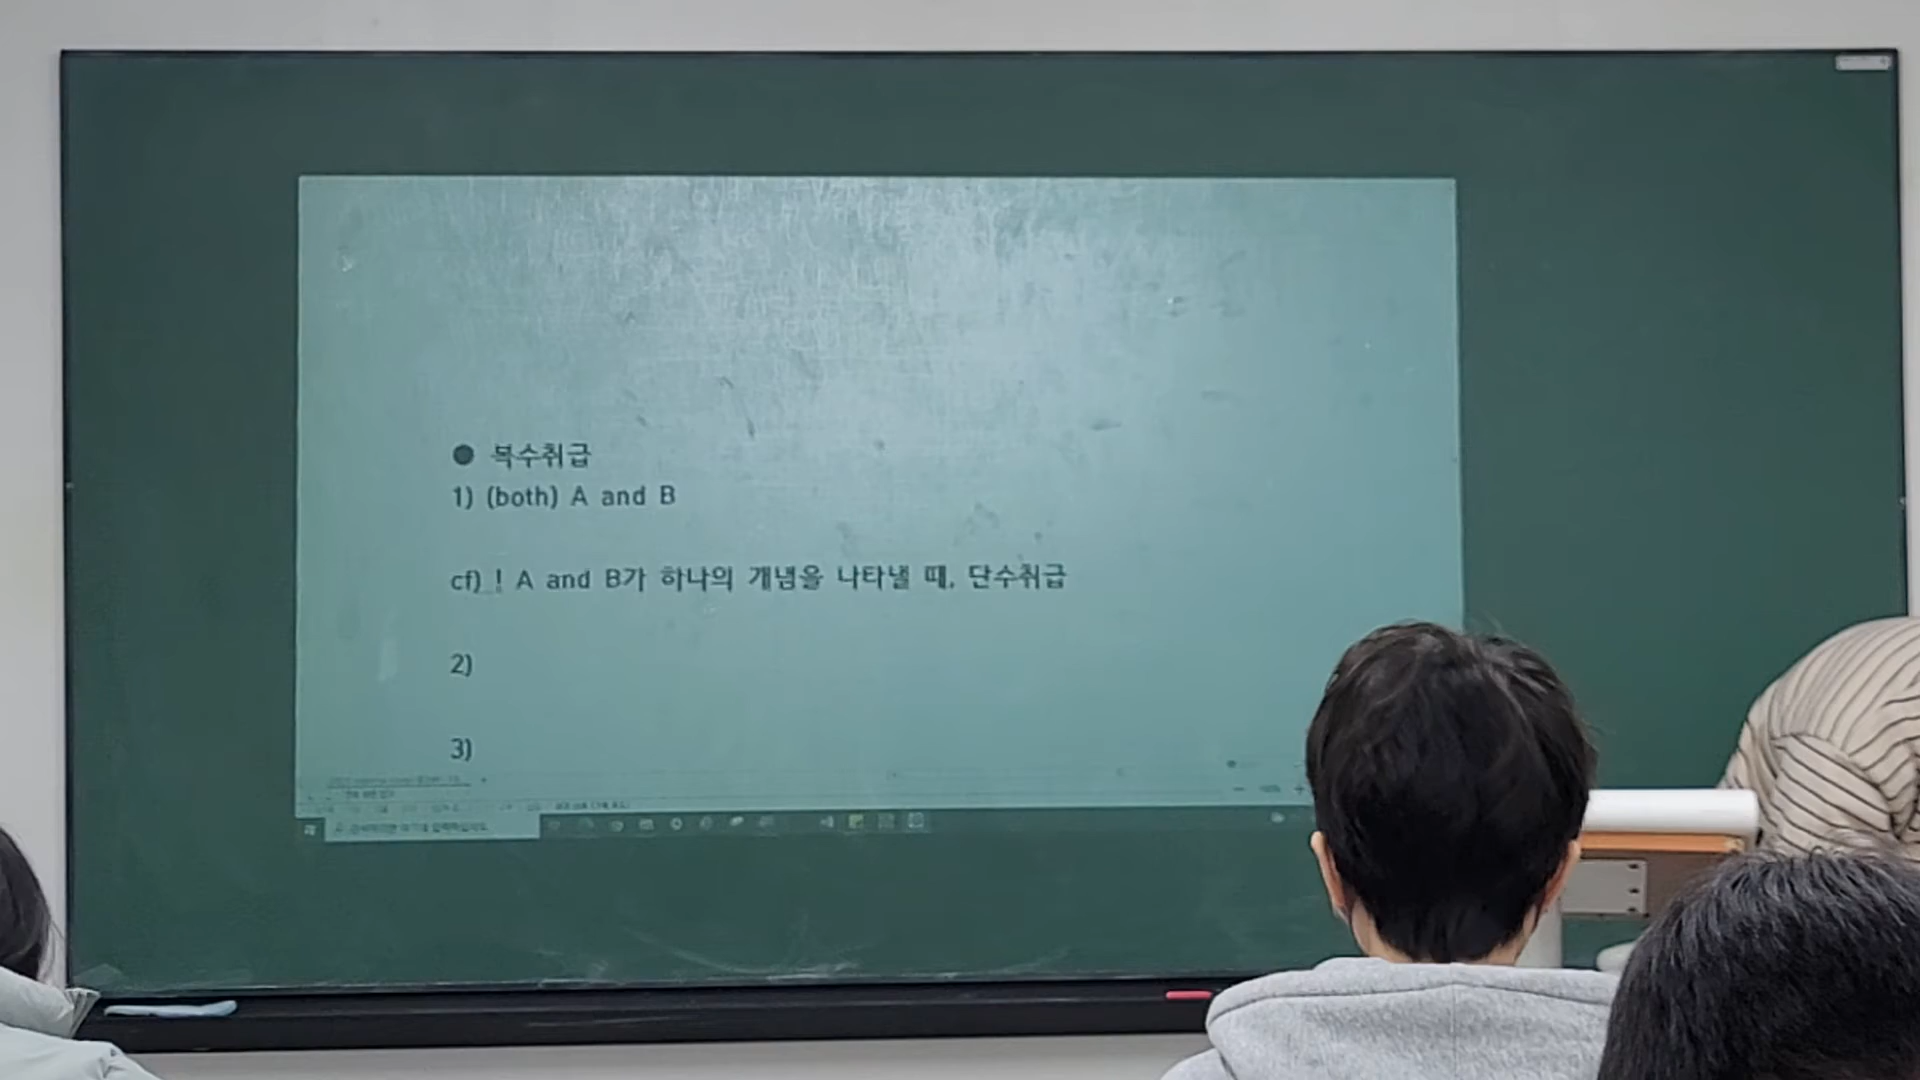 ● 복수취급
1) (both) A and B
cf) ! A and B가 하나의 개념을 나타낼 때, 단수취급
2)
3)